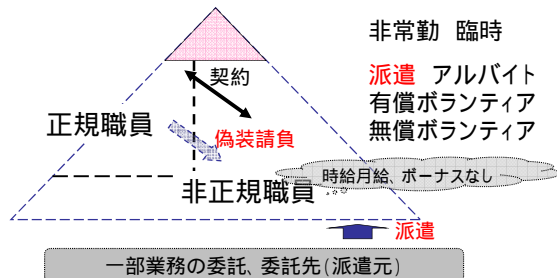 非常勤 臨時
契約
派遣 アルバイト
有償ボランティア
無償ボランティア
正規職員
偽装請負
時給月給、ボーナスなし
非正規職員
派遣
一部業務の委託、委託先(派遣元)